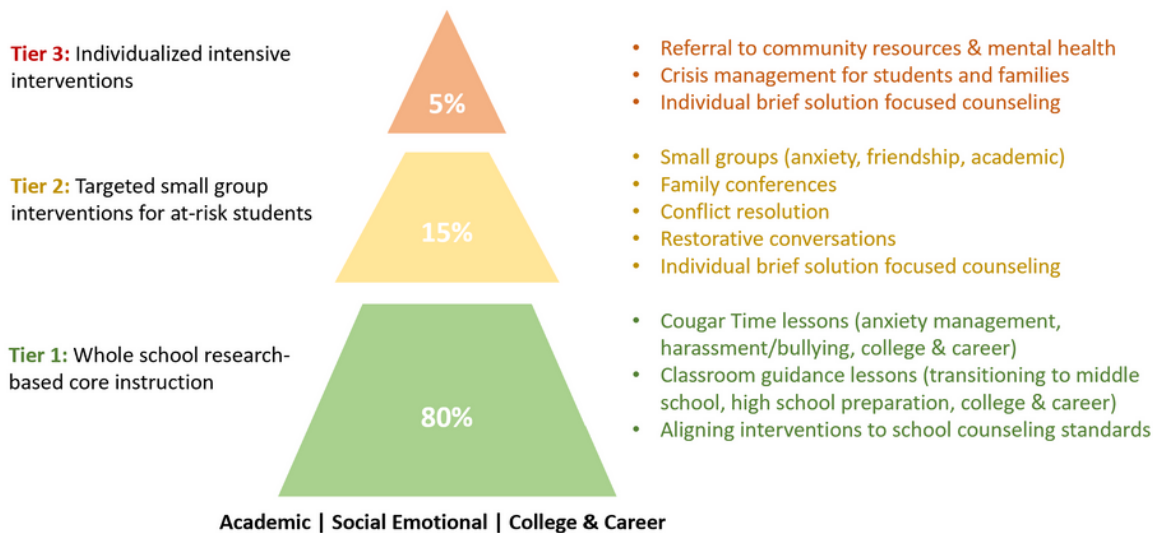 Tier 3: Individualized intensive
interventions
5%
• Referral to community resources & mental health
• Crisis management for students and families
• Individual brief solution focused counseling
Tier 2: Targeted small group
interventions for at-risk students
15%
• Small groups (anxiety, friendship, academic)
• Family conferences
• Conflict resolution
• Restorative conversations
• Individual brief solution focused counseling
Tier 1: Whole school research-
based core instruction
80%
• Cougar Time lessons (anxiety management,
harassment/bullying, college & career)
• Classroom guidance lessons (transitioning to middle
school, high school preparation, college & career)
• Aligning interventions to school counseling standards
Academic | Social Emotional | College & Career